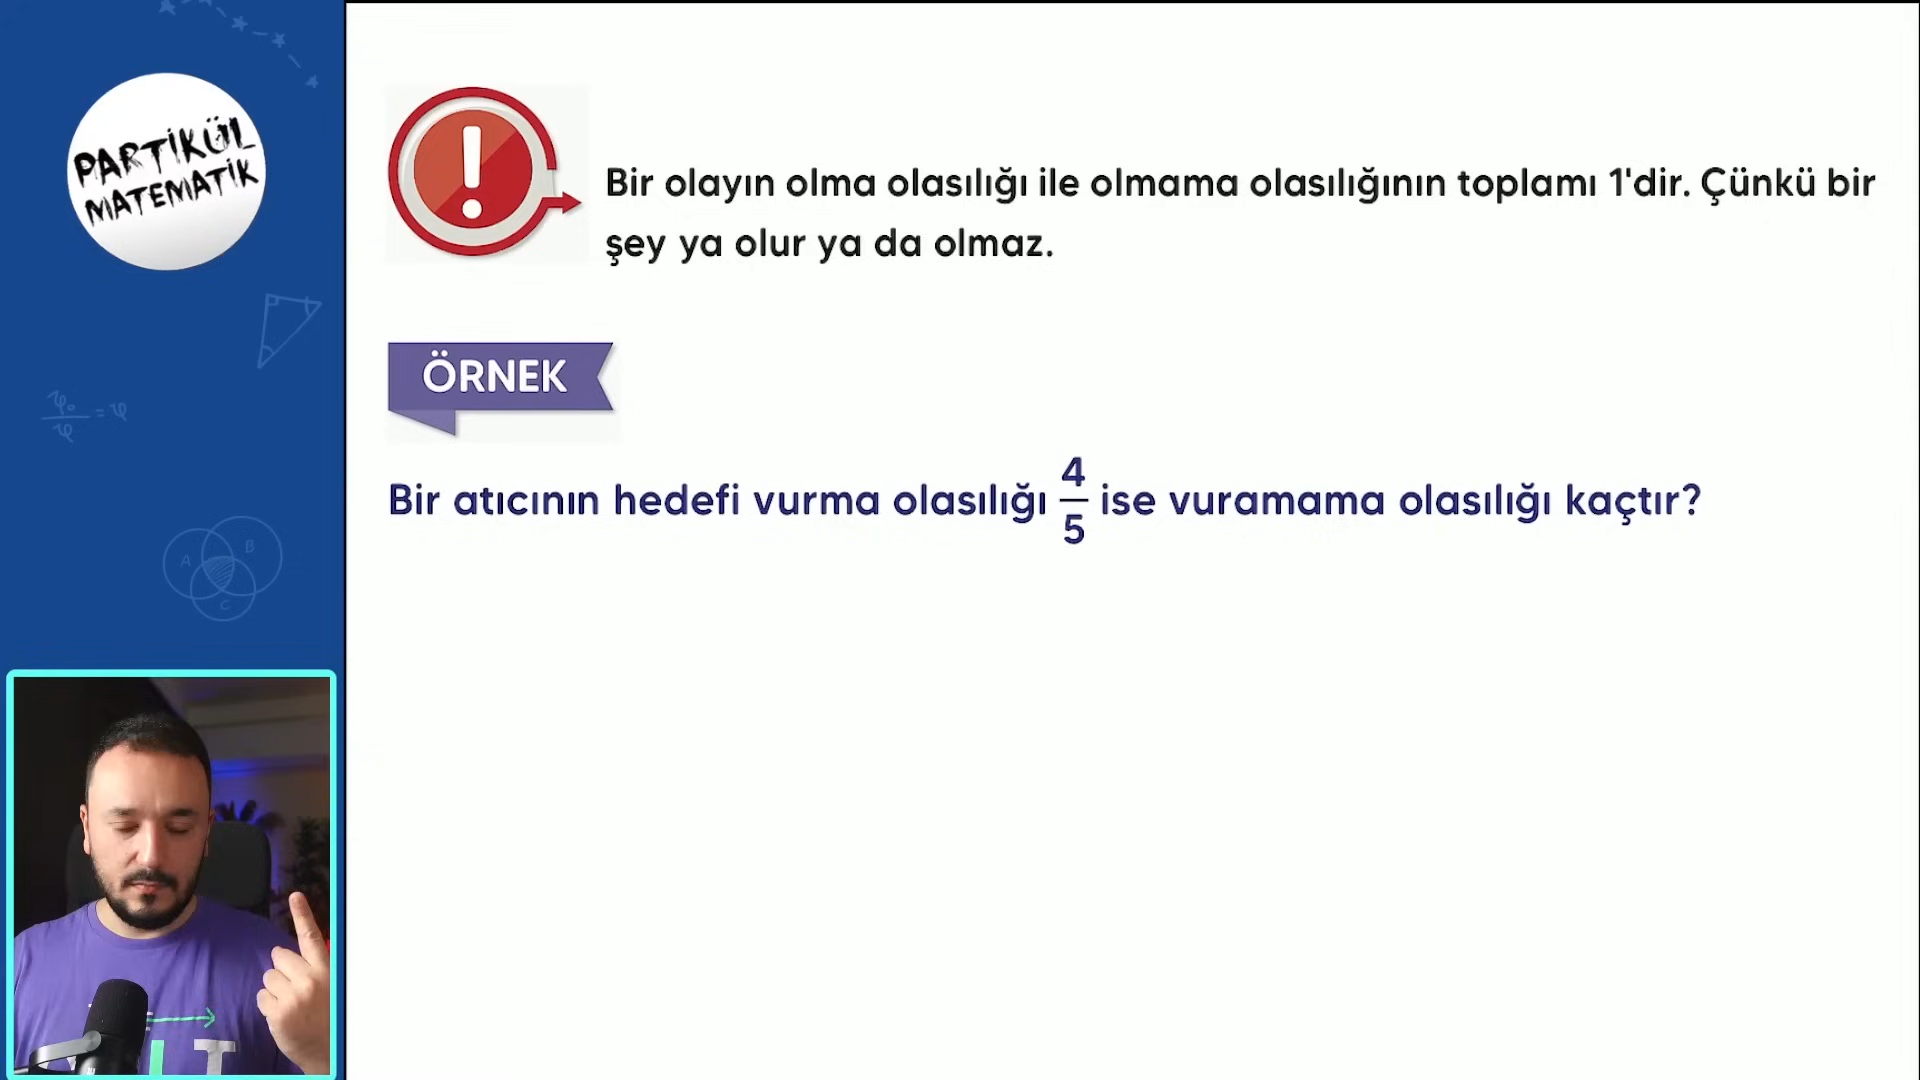 PARTİKÜL
MATEMATİK
Bir olayın olma olasılığı ile olmama olasılığının toplamı 1'dir. Çünkü bir
şey ya olur ya da olmaz.
ÖRNEK
Bir atıcının hedefi vurma olasılığı 4/5 ise vuramama olasılığı kaçtır?
A
B
C